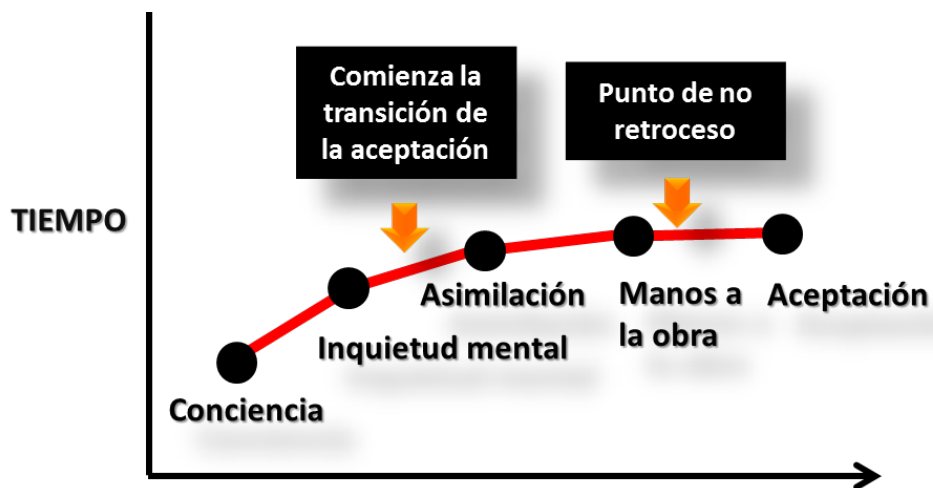 Comienza la
transición de
la aceptación
Punto de no
retroceso
TIEMPO
Asimilación
Manos a
la obra
Aceptación
Inquietud mental
Conciencia